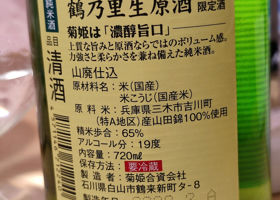 純米酒
品目
清酒
鶴乃里生原酒 限定酒
菊姫は「濃醇旨口」
上質な旨みと原酒ならではのボリューム感。
力強さと柔らかさを兼ね備えた純米酒。
山廃仕込
原材料名：米(国産)
米こうじ(国産米)
原料米：兵庫県三木市吉川町
(特A地区)産山田錦100%使用
精米歩合：65%
アルコール分：19度
内容量：720㎖
保存方法：要冷蔵
製造者：菊姫合資会社
石川県白山市鶴来新町タ-8